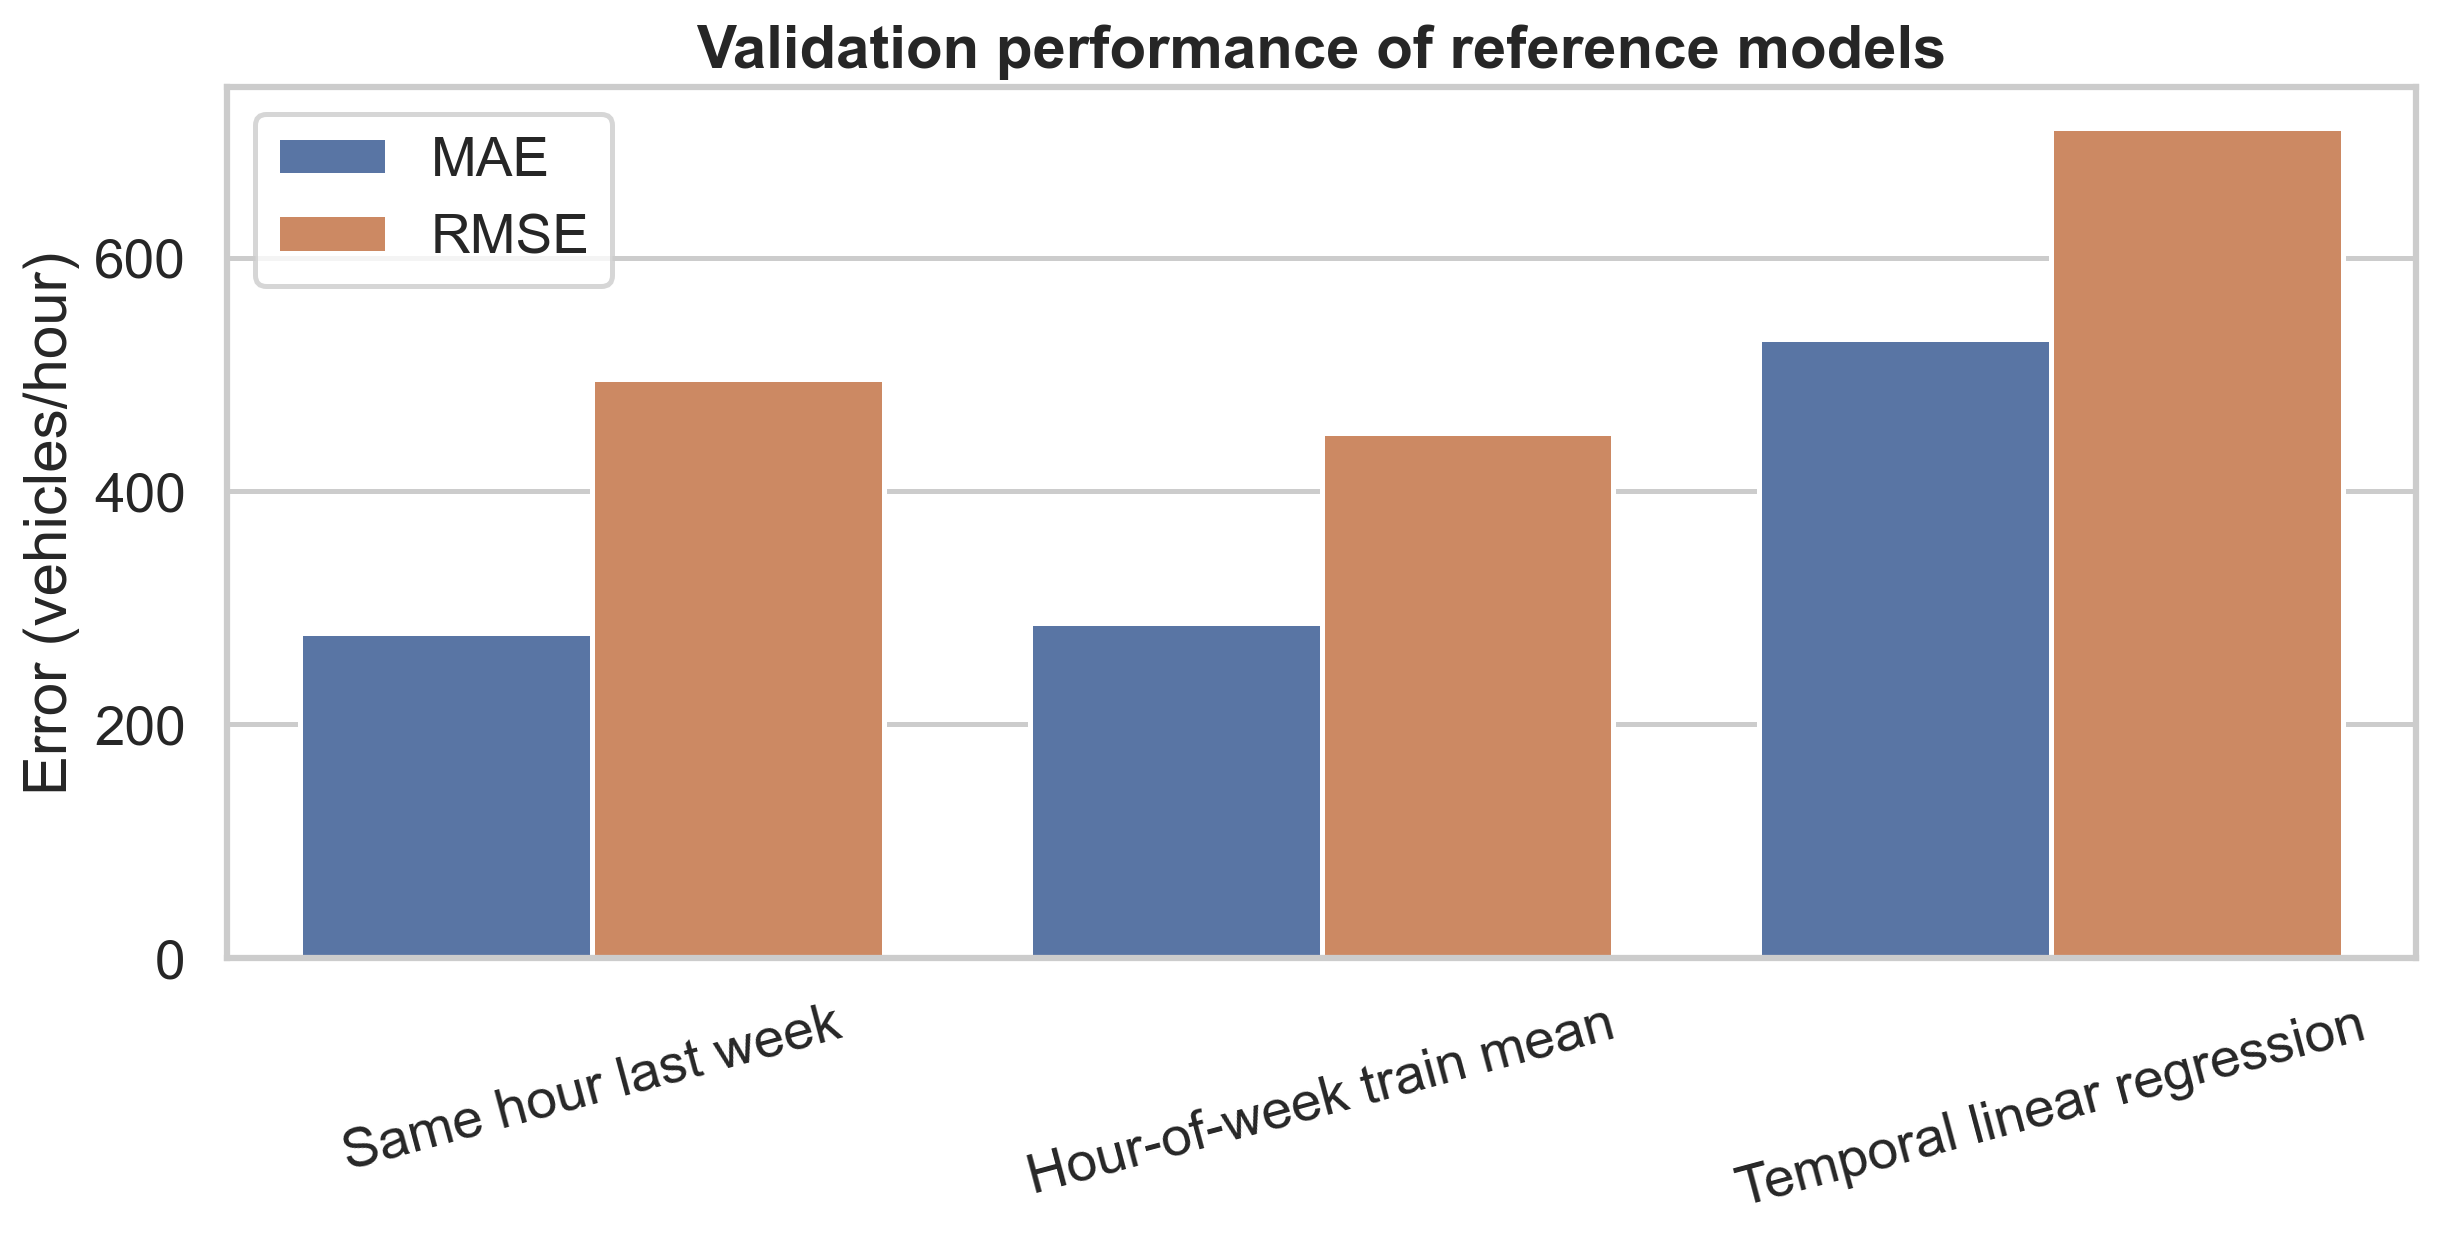 Validation performance of reference models
MAE
RMSE
Error (vehicles/hour)
600
400
200
0
Same hour last week
Hour-of-week train mean
Temporal linear regression